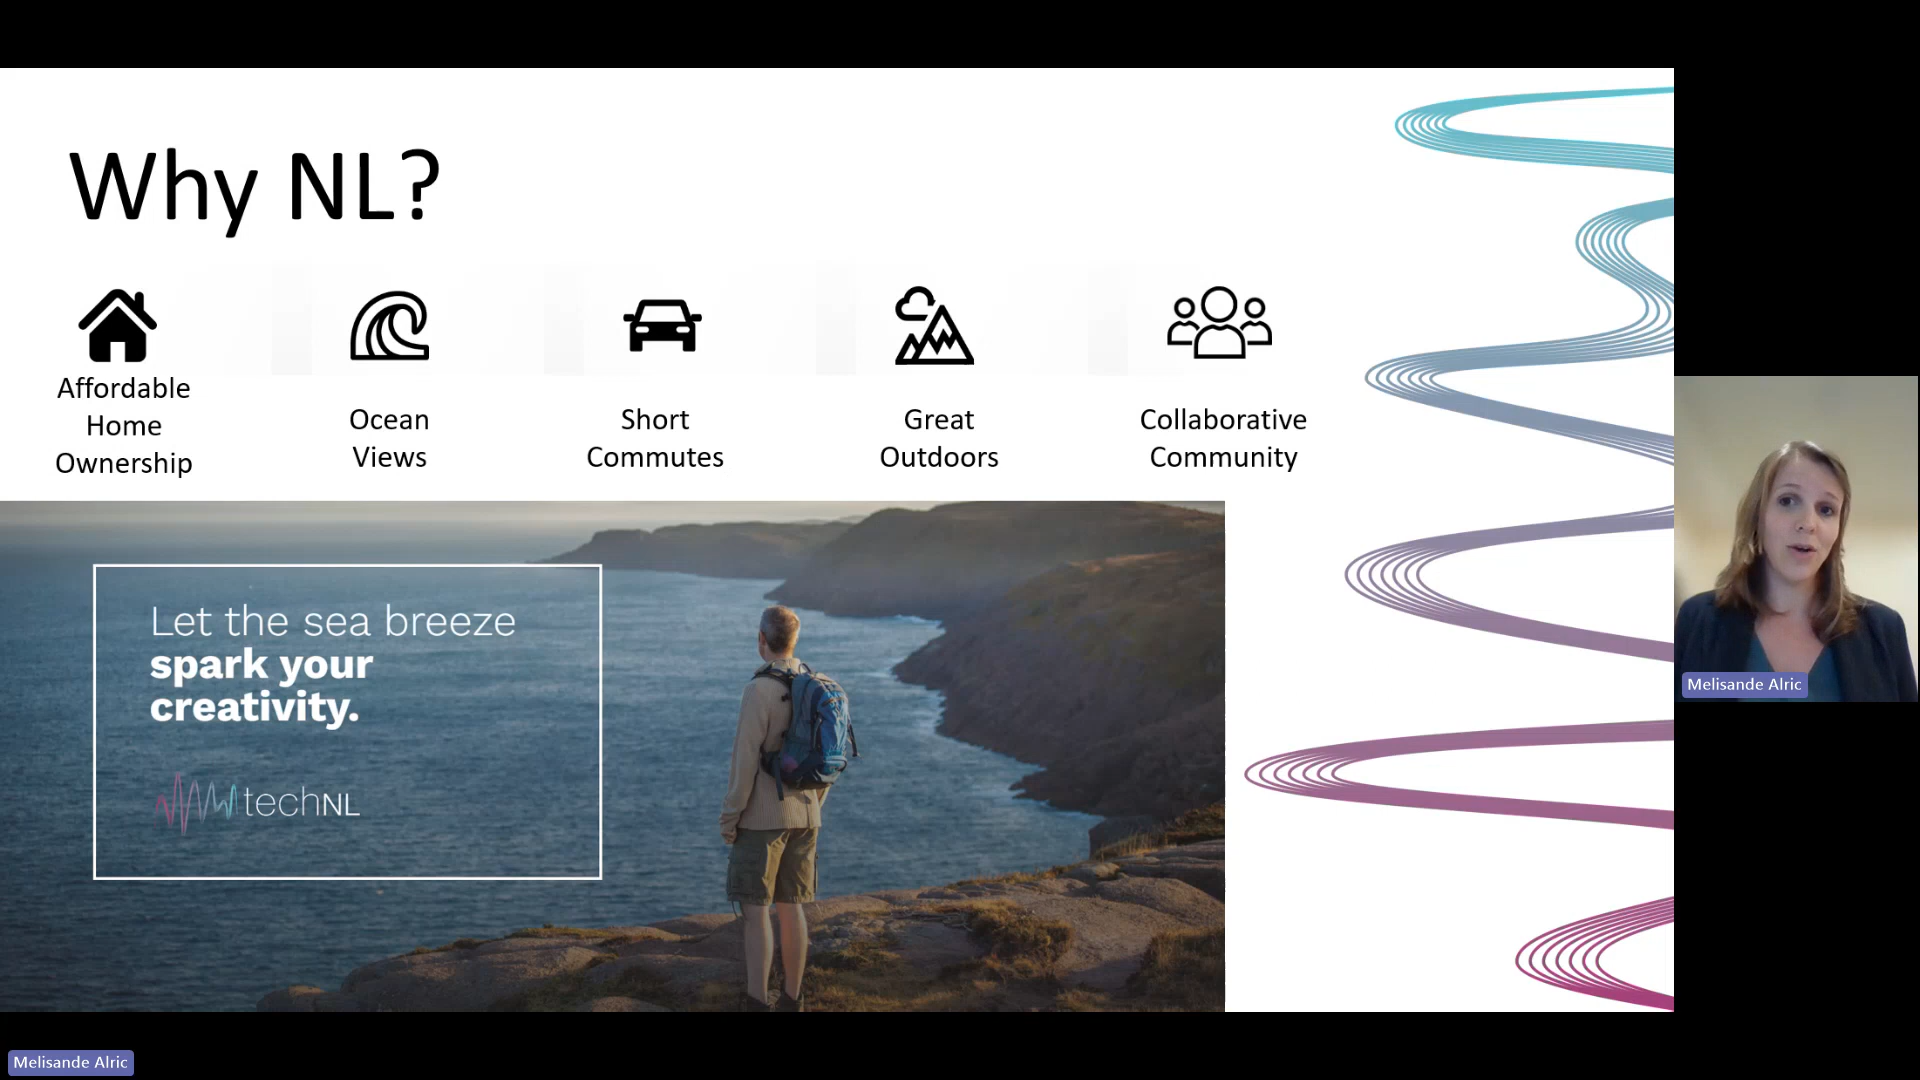 Why NL?
Affordable
Home
Ownership
Ocean
Views
Short
Commutes
Great
Outdoors
Collaborative
Community
Let the sea breeze
spark your
creativity.
techNL
Melisande Alric
Melisande Alric